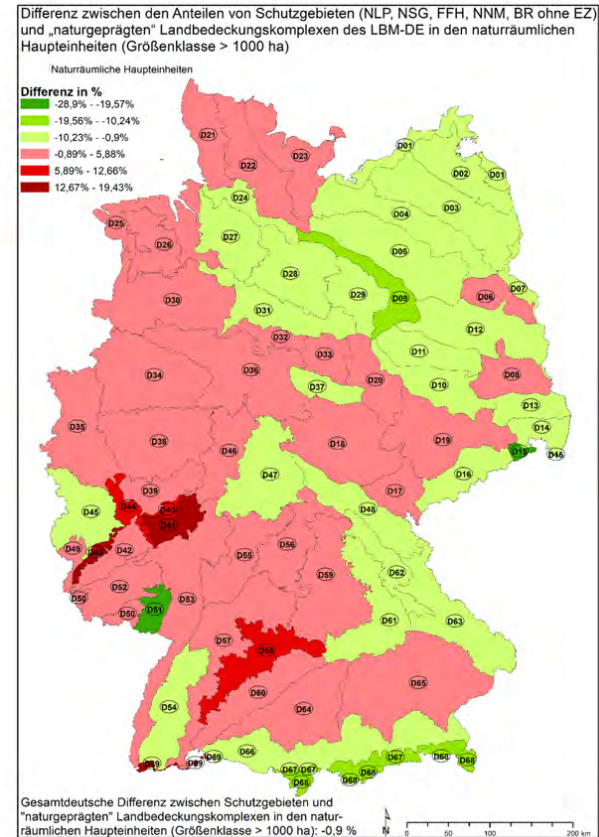 Differenz zwischen den Anteilen von Schutzgebieten (NLP, NSG, FFH, NNM, BR ohne EZ)
und „naturgeprägten“ Landbedeckungskomplexen des LBM-DE in den naturräumlichen
Haupteinheiten (Größenklasse > 1000 ha)
Naturräumliche Haupteinheiten
Differenz in %
-28,9% - -19,57%
-19,56% - -10,24%
-10,23% - -0,9%
-0,89% - 5,88%
5,89% - 12,66%
12,67% - 19,43%
D21
D22
D23
D01
D02
D01
D03
D24
D04
D25
D26
D27
D05
D28
D29
D09
D06
D07
D30
D31
D12
D32
D33
D11
D36
D20
D08
D34
D37
D10
D13
D14
D35
D38
D46
D18
D19
D15
D16
D47
D39
D17
D44
D45
D48
D42
D49
D56
D55
D62
D52
D59
D50
D50
D51
D53
D61
D63
D57
D65
D60
D54
D64
D66
D69
D69
D67
D67
D68
D67
D68
D68
D68
D68
Gesamtdeutsche Differenz zwischen Schutzgebieten und
"naturgeprägten" Landbedeckungskomplexen in den natur-
räumlichen Haupteinheiten (Größenklasse > 1000 ha): -0,9 %
N
0 50 100 200 km